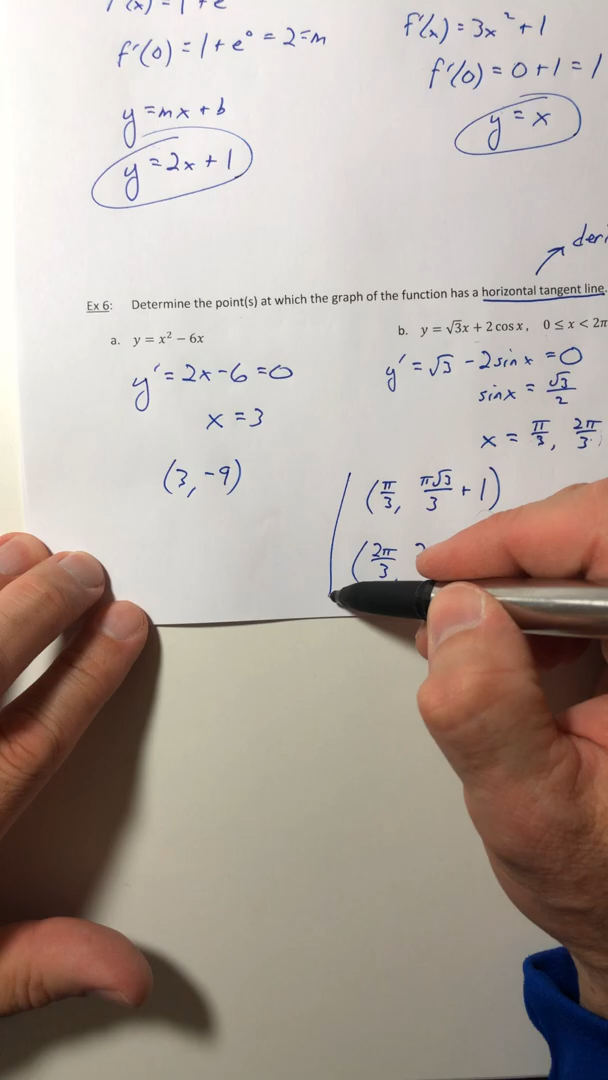 f'(0) = 1 + e⁰ = 2 = m
y = mx + b
y = 2x + 1
f'(x) = 3x² + 1
f'(0) = 0 + 1 = 1
y = x
Ex 6: Determine the point(s) at which the graph of the function has a horizontal tangent line.
a. y = x² − 6x
y' = 2x − 6 = 0
x = 3
(3, −9)
b. y = √3x + 2 cos x, 0 ≤ x < 2π
y' = √3 − 2 sin x = 0
sin x = √3/2
x = π/3, 2π/3
(π/3, π√3/3 + 1)
(2π/3,